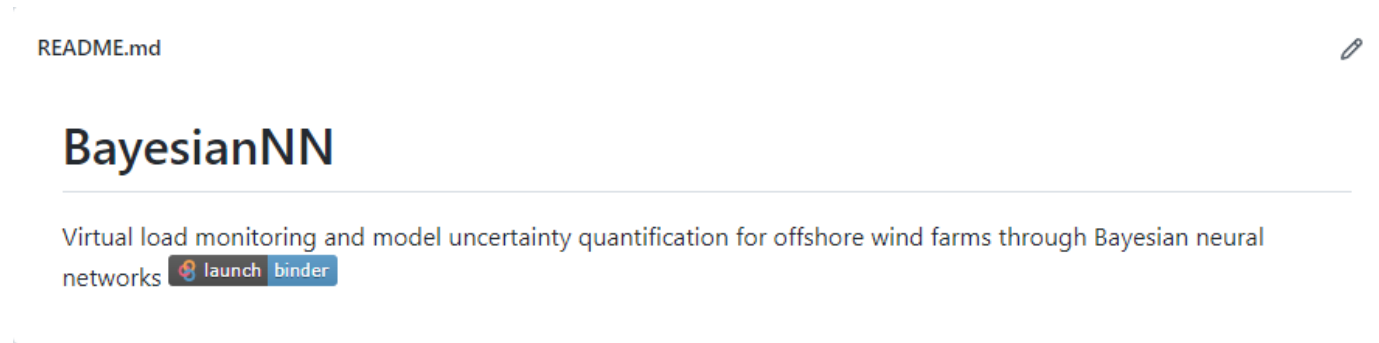 README.md
BayesianNN
Virtual load monitoring and model uncertainty quantification for offshore wind farms through Bayesian neural
networks launch binder